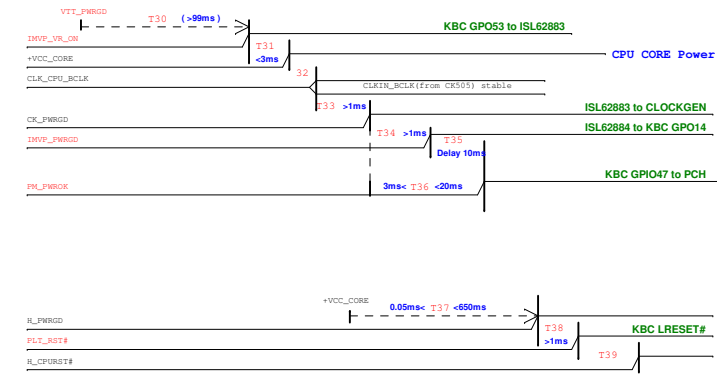 VTT_PWRGD
T30 ( >99ms )
KBC GPO53 to ISL62883
IMVP_VR_ON
T31
+VCC_CORE
<3ms
CPU CORE Power
CLK_CPU_BCLK
32
CLKIN_BCLK(from CK505) stable
T33 >1ms
ISL62883 to CLOCKGEN
CK_PWRGD
T34 >1ms
ISL62884 to KBC GPO14
IMVP_PWRGD
T35
Delay 10ms
KBC GPIO47 to PCH
PM_PWROK
3ms< T36 <20ms
+VCC_CORE
0.05ms< T37 <650ms
H_PWRGD
T38
KBC LRESET#
PLT_RST#
>1ms
T39
H_CPURST#